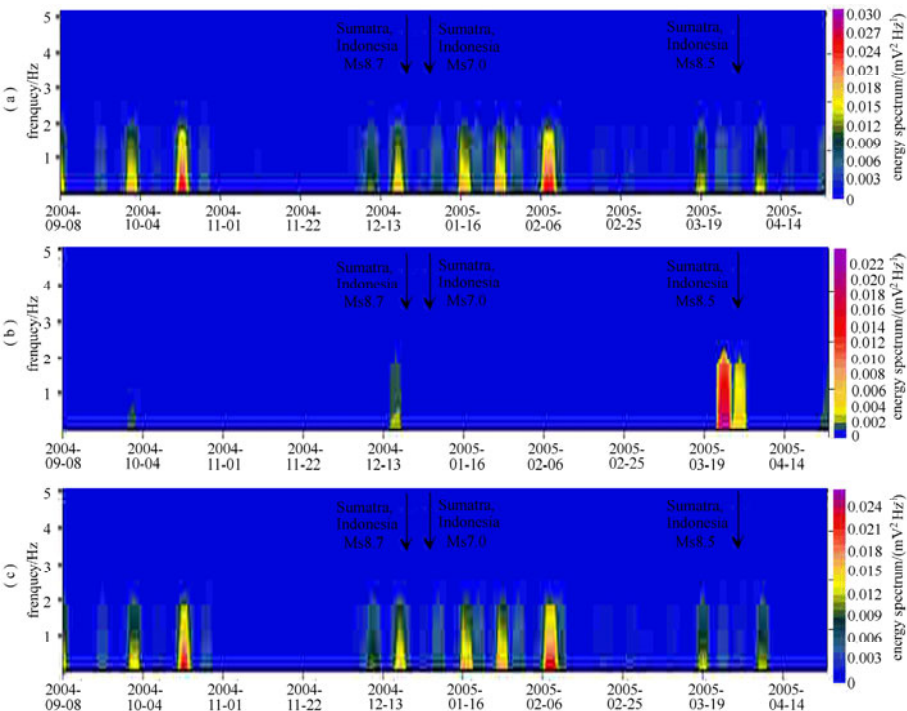 ( a )
frenqucy/Hz
5
4
3
2
1
Sumatra,
Indonesia
Ms8.7
Sumatra,
Indonesia
Ms7.0
Sumatra,
Indonesia
Ms8.5
2004-
09-08
2004-
10-04
2004-
11-01
2004-
11-22
2004-
12-13
2005-
01-16
2005-
02-06
2005-
02-25
2005-
03-19
2005-
04-14
0.030
0.027
0.024
0.021
0.018
0.015
0.012
0.009
0.006
0.003
0
energy spectrum/(mV² Hz¹)
( b )
frenqucy/Hz
5
4
3
2
1
Sumatra,
Indonesia
Ms8.7
Sumatra,
Indonesia
Ms7.0
Sumatra,
Indonesia
Ms8.5
2004-
09-08
2004-
10-04
2004-
11-01
2004-
11-22
2004-
12-13
2005-
01-16
2005-
02-06
2005-
02-25
2005-
03-19
2005-
04-14
0.022
0.020
0.018
0.016
0.014
0.012
0.010
0.008
0.006
0.004
0.002
0
energy spectrum/(mV² Hz¹)
( c )
frenqucy/Hz
5
4
3
2
1
Sumatra,
Indonesia
Ms8.7
Sumatra,
Indonesia
Ms7.0
Sumatra,
Indonesia
Ms8.5
2004-
09-08
2004-
10-04
2004-
11-01
2004-
11-22
2004-
12-13
2005-
01-16
2005-
02-06
2005-
02-25
2005-
03-19
2005-
04-14
0.024
0.021
0.018
0.015
0.012
0.009
0.006
0.003
0
energy spectrum/(mV² Hz¹)